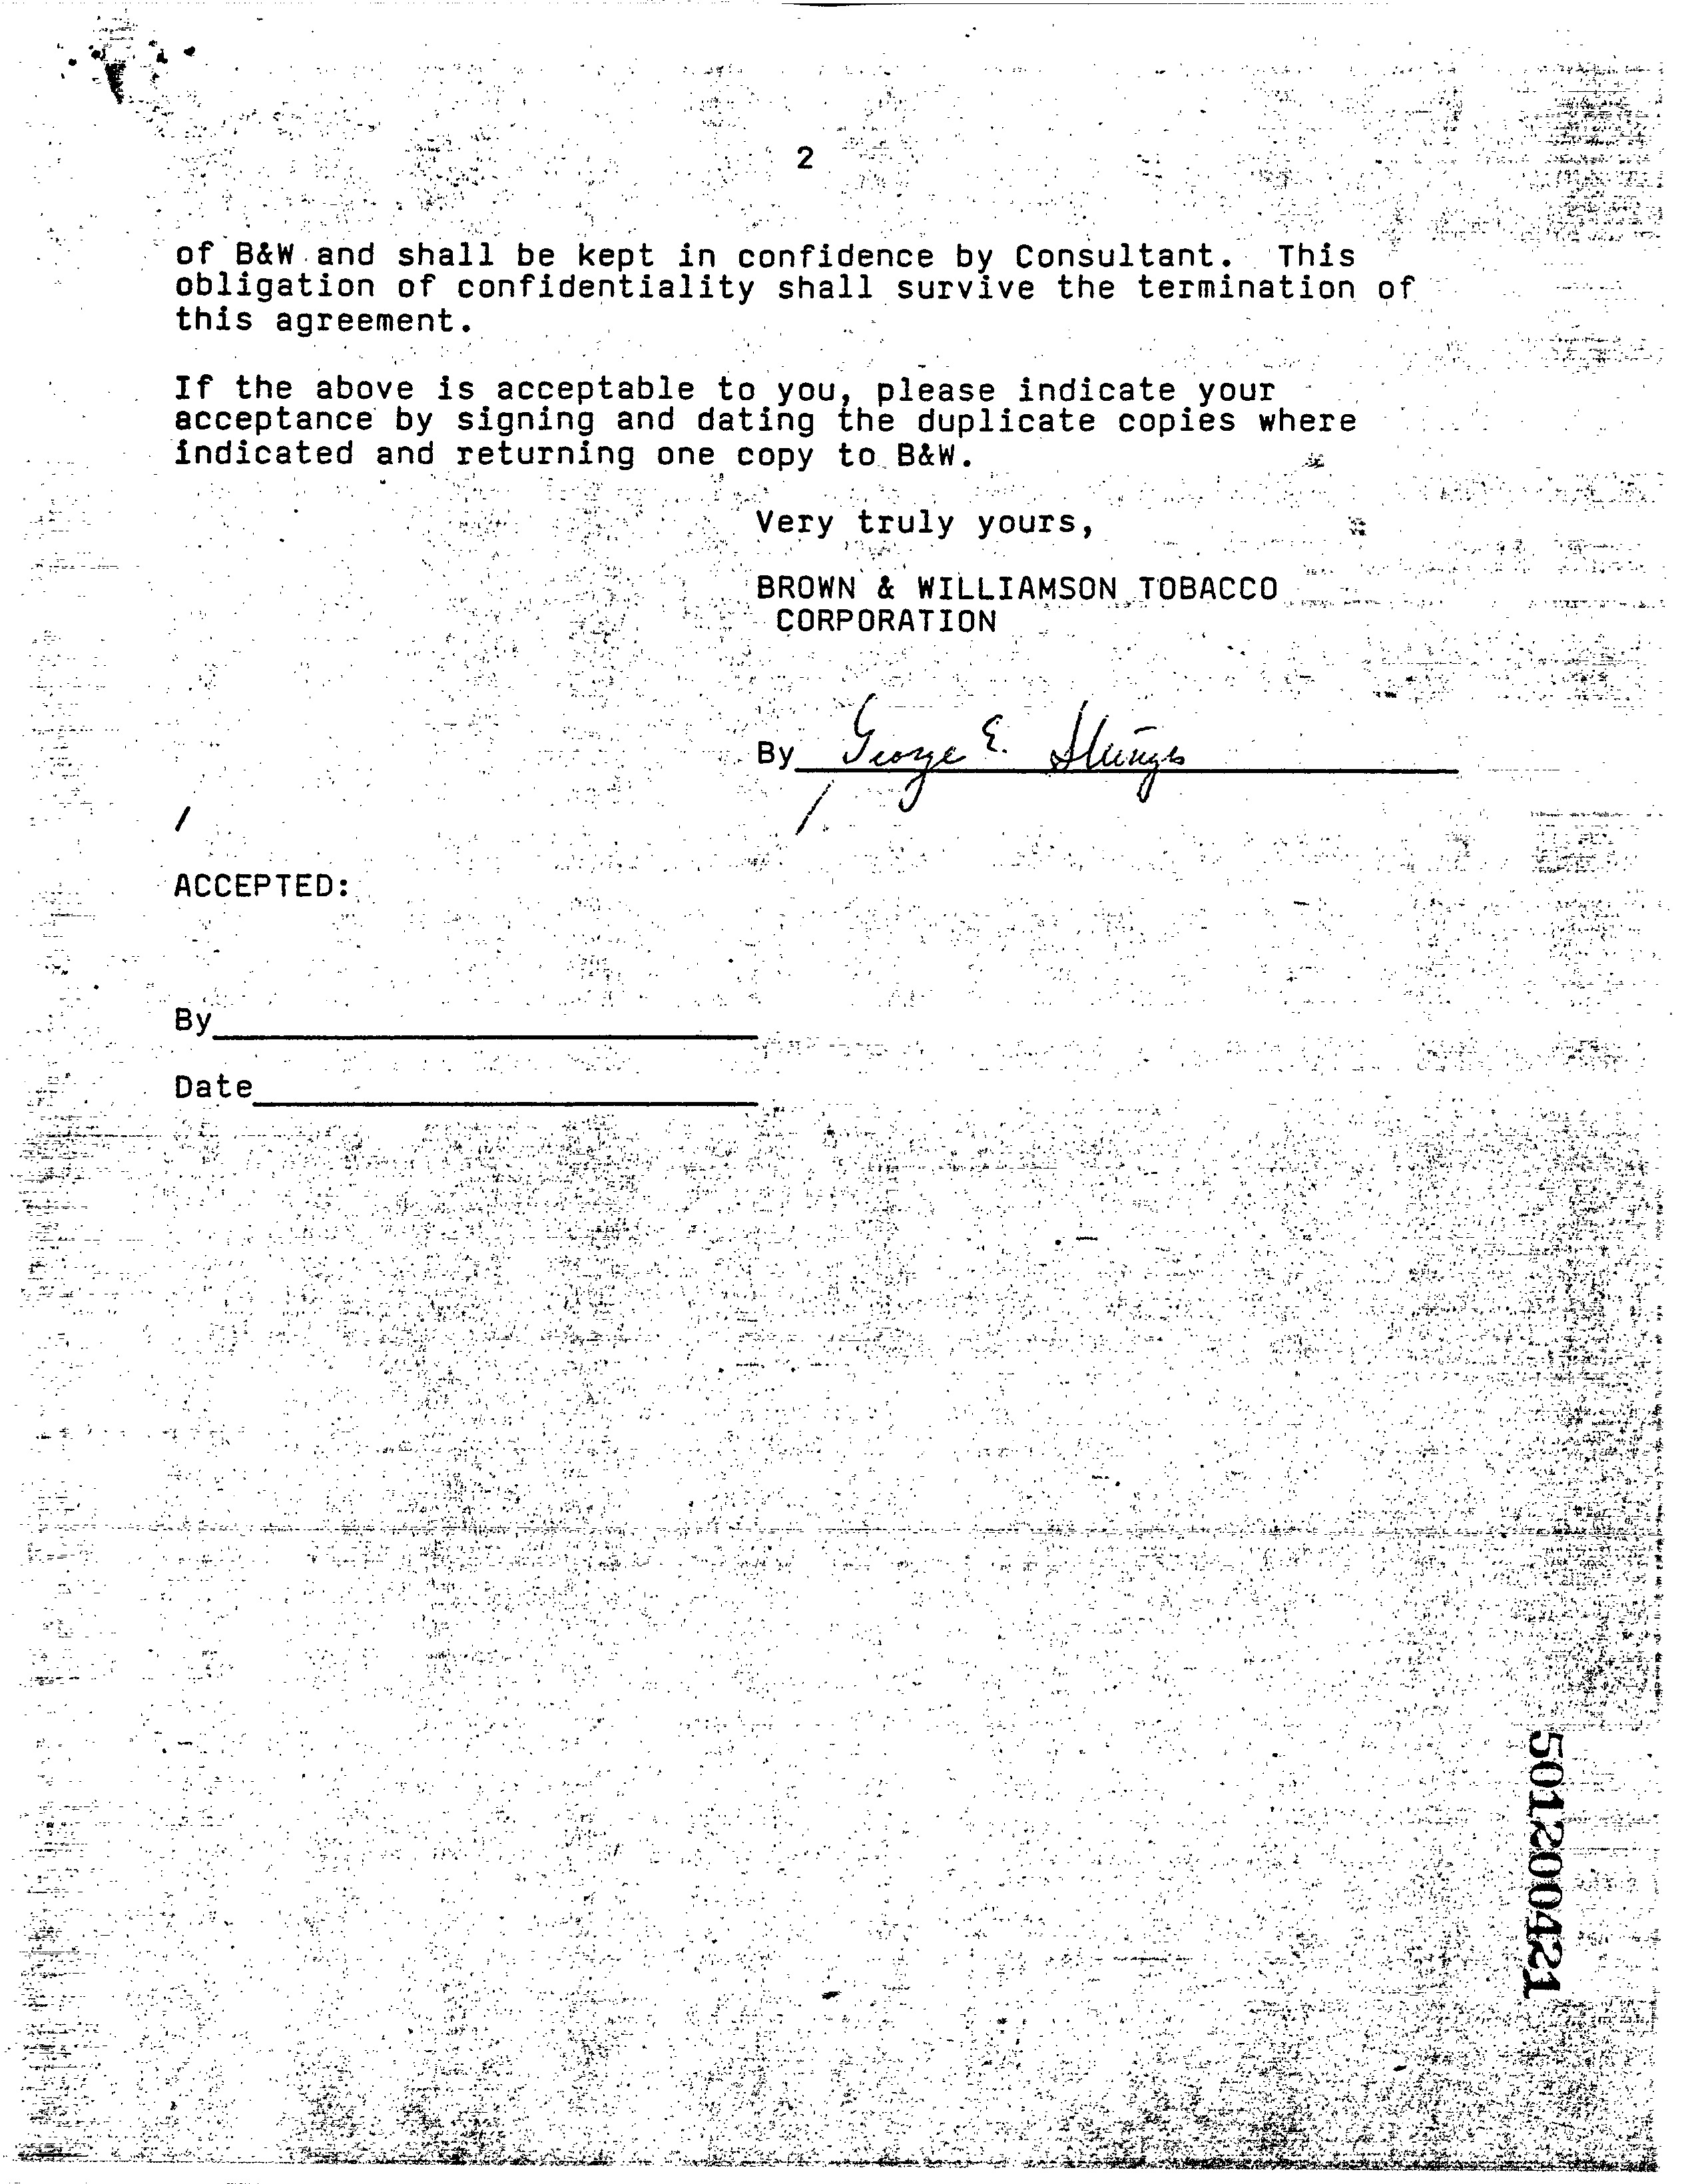 2
of B&W and shall be kept in confidence by Consultant. This
obligation of confidentiality shall survive the termination of
this agreement.
If the above is acceptable to you, please indicate your
acceptance by signing and dating the duplicate copies where
indicated and returning one copy to B&W.
Very truly yours,
BROWN & WILLIAMSON TOBACCO
CORPORATION
By George E.
/ /
ACCEPTED:
By
Date
501200421